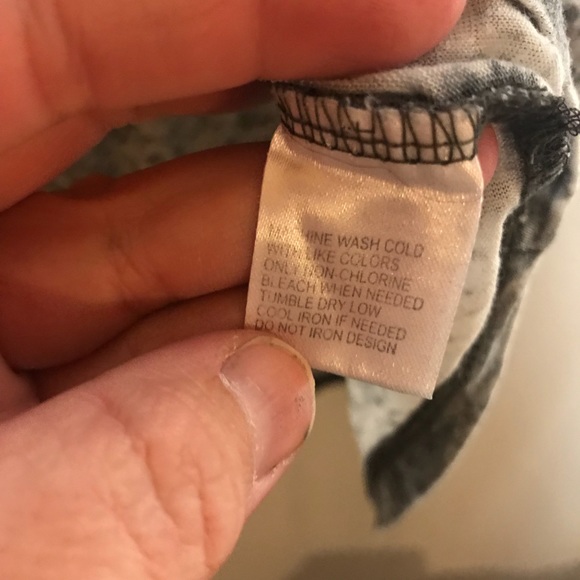 MACHINE WASH COLD
WITH LIKE COLORS
ONLY NON-CHLORINE
BLEACH WHEN NEEDED
TUMBLE DRY LOW
COOL IRON IF NEEDED
DO NOT IRON DESIGN